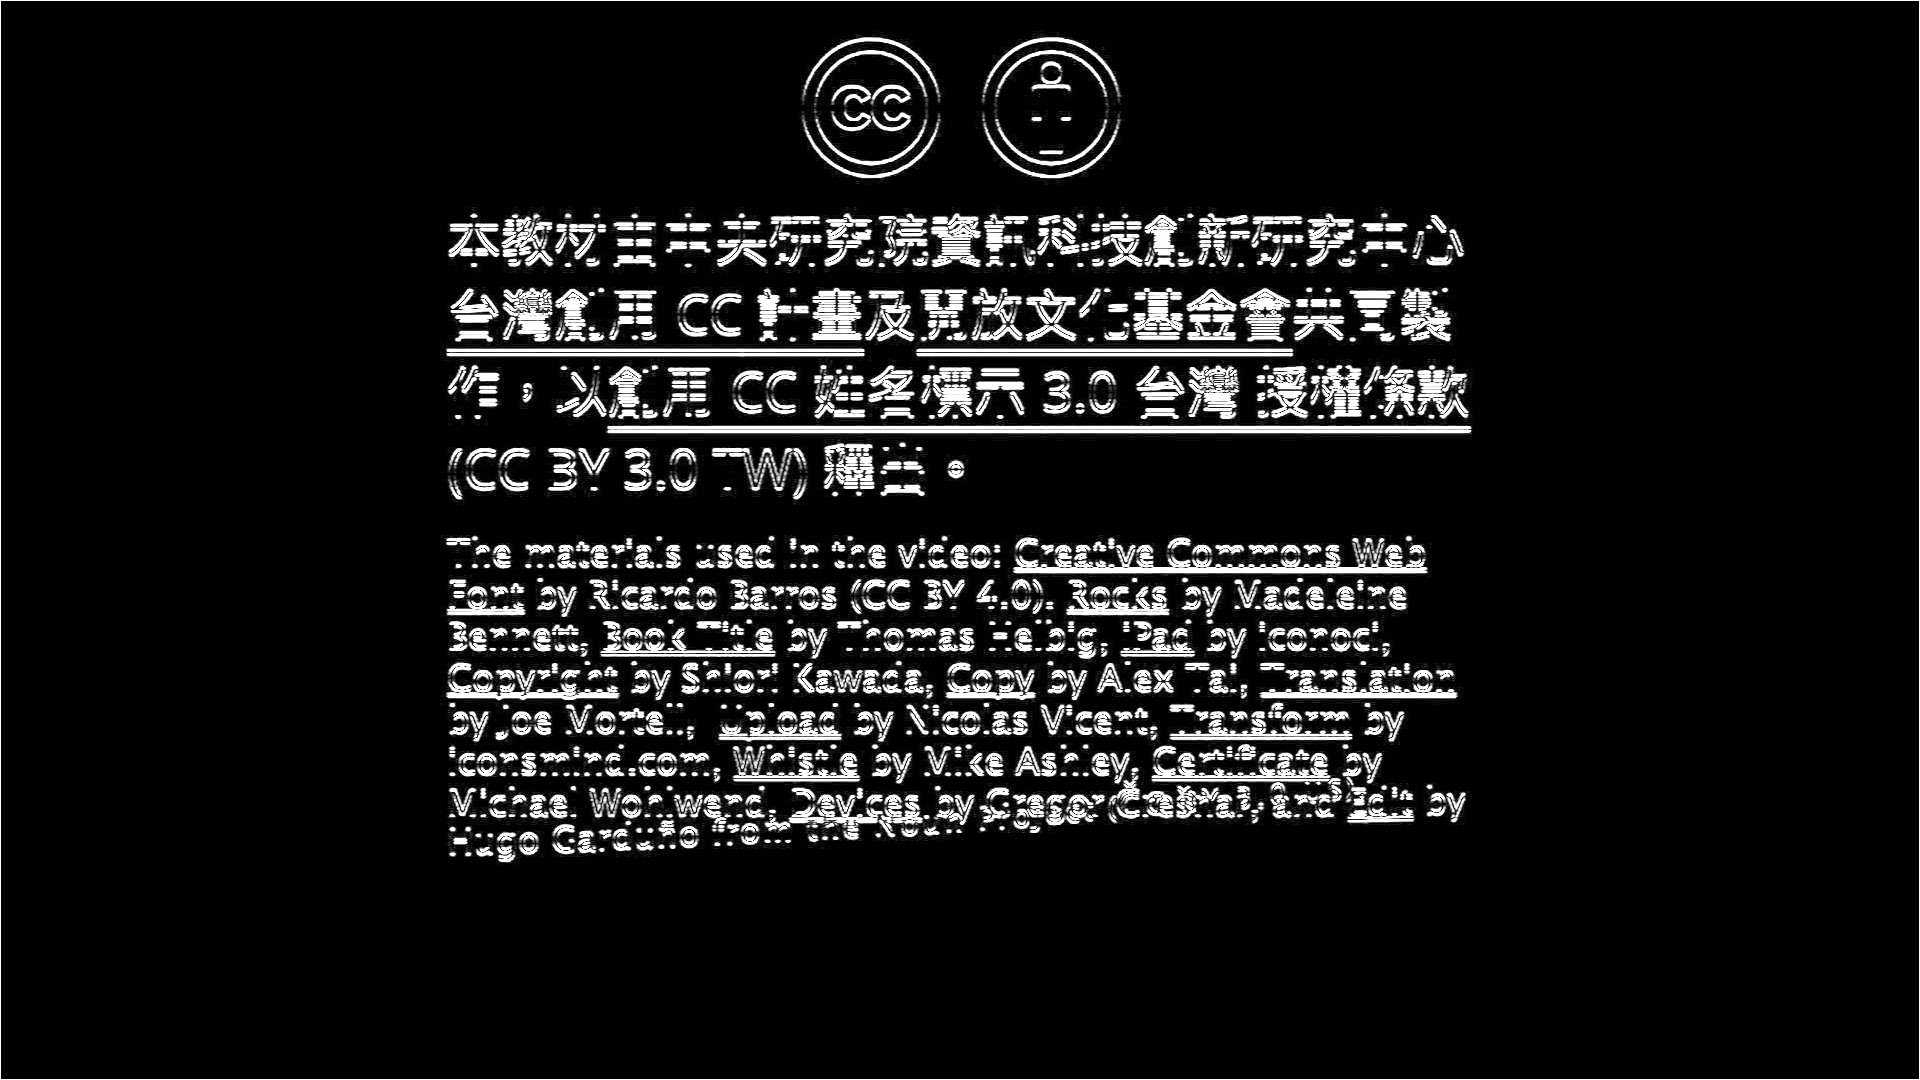 CC
本教材由中央研究院資訊科技創新研究中心
台灣創用 CC 計畫及開放文化基金會共同製
作，以創用 CC 姓名標示 3.0 台灣 授權條款
(CC BY 3.0 TW) 釋出。
The materials used in the video: Creative Commons Web
Font by Ricardo Barros (CC BY 4.0). Rocks by Madeleine
Bennett, Book Title by Thomas Helbig, iPad by
Copyright by Shiori Kawada, Copy by Alex Tai, Translation
by Joe Mortell, Upload by Nicolas Vicent, Transform by
iconsmind.com, Whistle by Mike Ashley, Certificate by
Michael Wohlwend, Devices by Gregor and Edit by
Hugo Carduño from the Noun